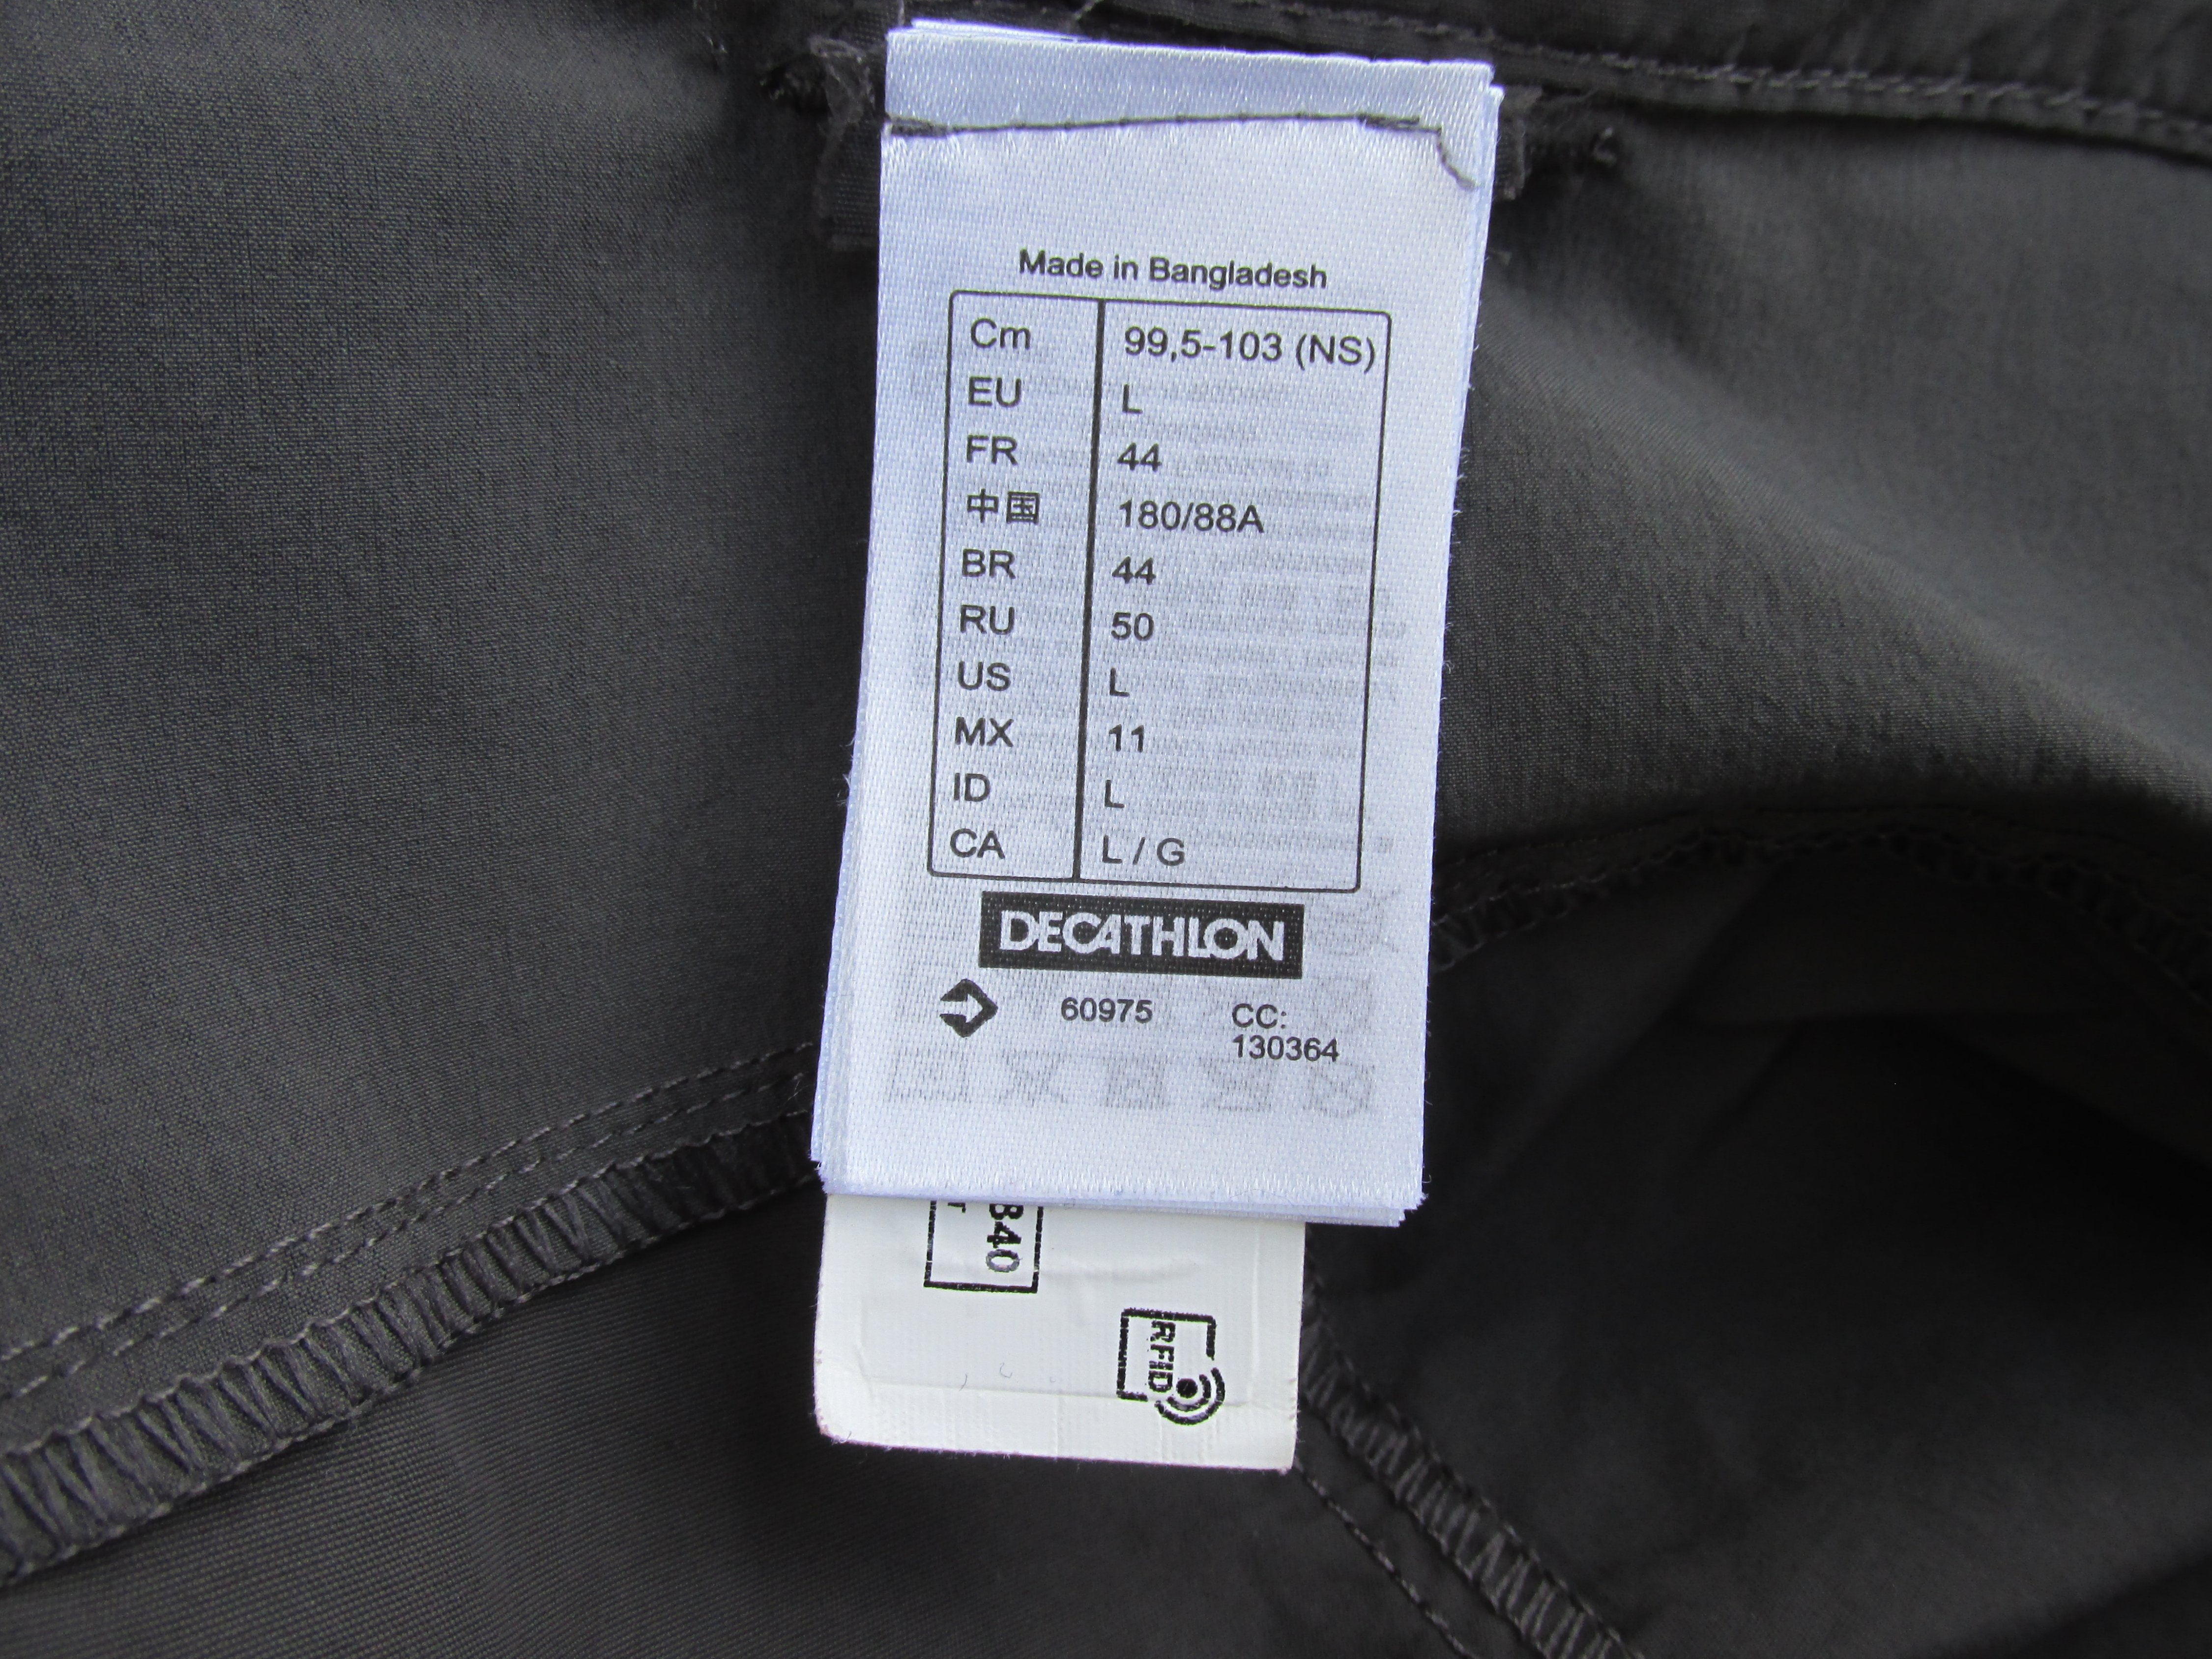 Made in Bangladesh
Cm 99,5-103 (NS)
EU L
FR 44
中国 180/88A
BR 44
RU 50
US L
MX 11
ID L
CA L / G
DECATHLON
60975 CC:
130364
340
RFID